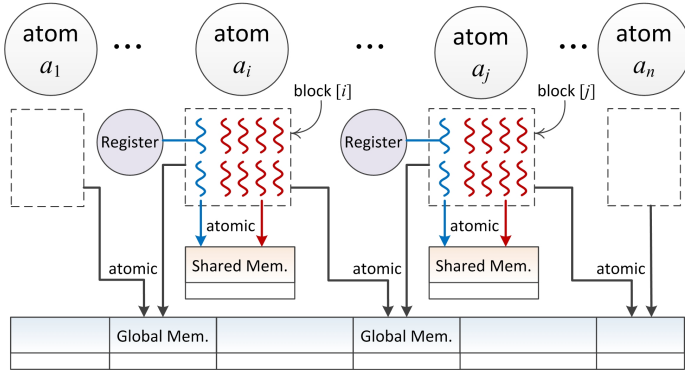 atom ... atom ... atom ... atom
a1 ai aj an
block [i]
block [j]
Register
Register
atomic
atomic
Shared Mem.
Shared Mem.
atomic
atomic
atomic
Global Mem.
Global Mem.